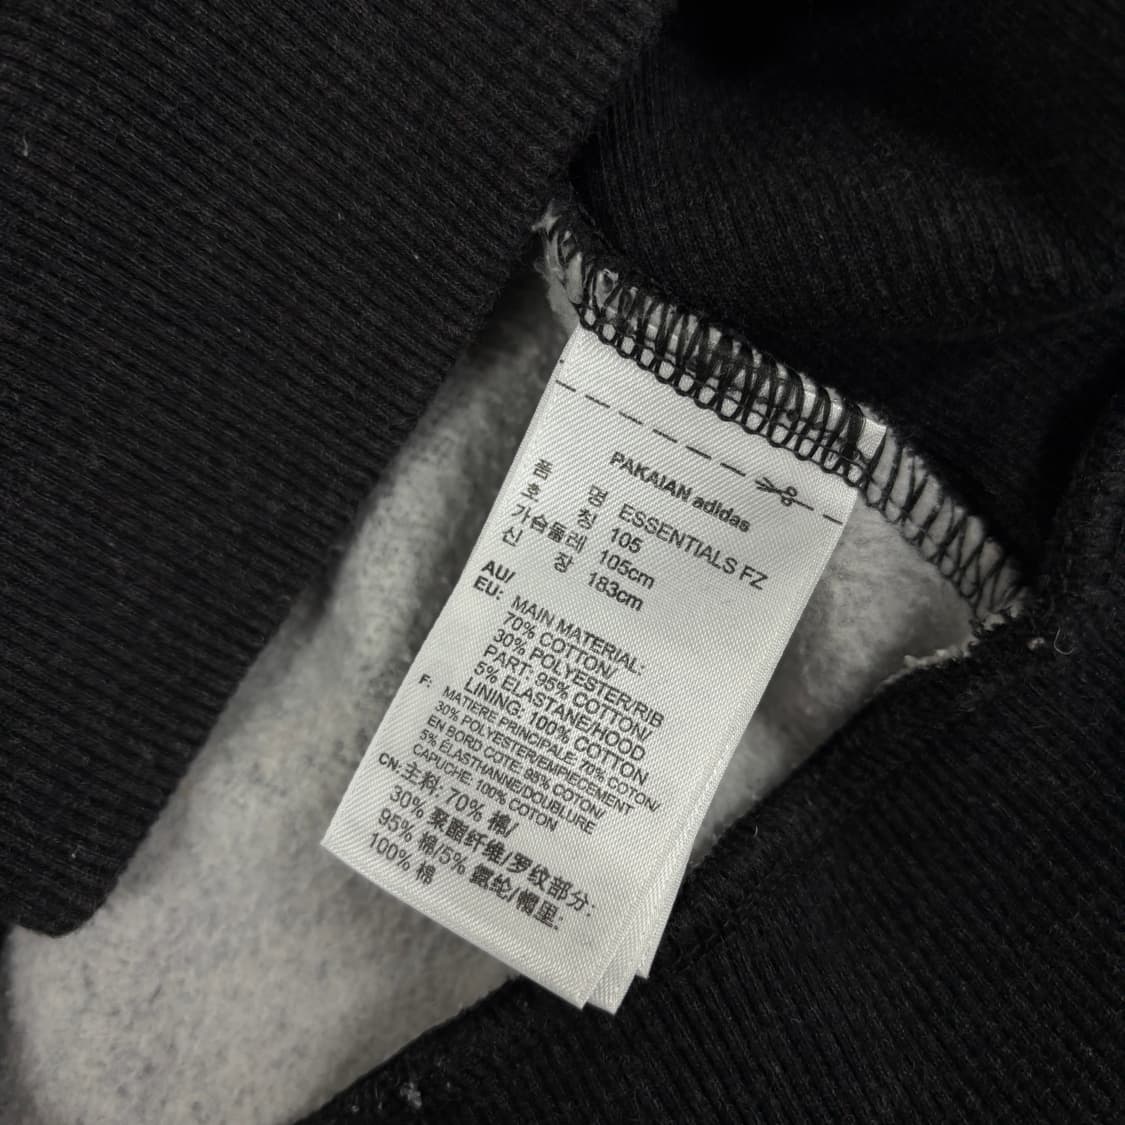 PAKAIAN adidas
품 명 ESSENTIALS FZ
호 칭 105
가슴둘레 105cm
신 장 183cm
AU/
EU: MAIN MATERIAL:
70% COTTON/
30% POLYESTER/RIB
PART: 95% COTTON/
5% ELASTANE/HOOD
LINING: 100% COTTON
F: MATIERE PRINCIPALE: 70% COTON/
30% POLYESTER/EMPIECEMENT
EN BORD COTE: 95% COTON/
5% ÉLASTHANNE/DOUBLURE
CAPUCHE: 100% COTON
CN: 主料: 70% 棉/
30% 聚酯纤维/罗纹部分:
95% 棉/5% 氨纶/帽里:
100% 棉